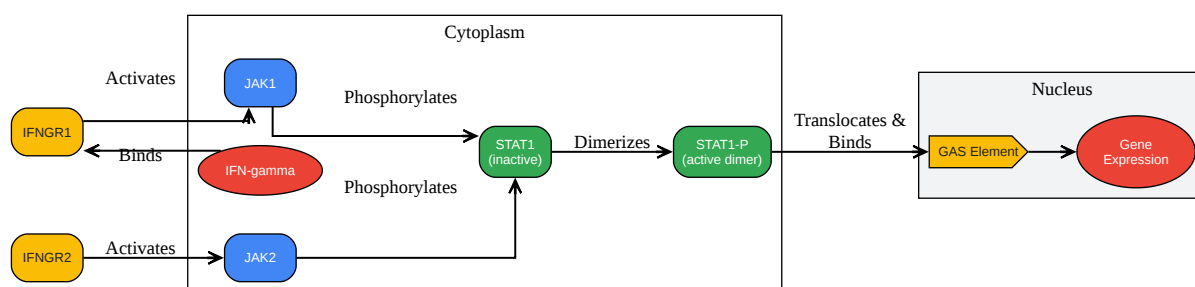 Cytoplasm
Activates
JAK1
Nucleus
Phosphorylates
IFNGR1
Translocates &
Binds
STAT1
(inactive)
Dimerizes
STAT1-P
(active dimer)
GAS Element
Gene
Expression
Binds
IFN-gamma
Phosphorylates
IFNGR2
Activates
JAK2